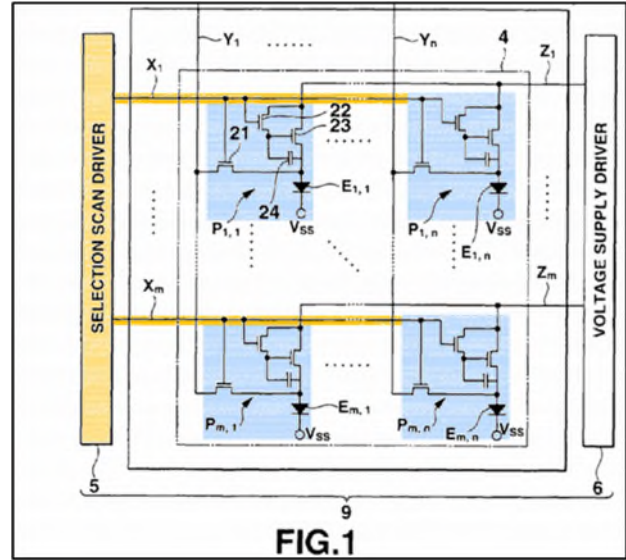 Y1 Yn
4
X1 Z1
22
21 23
24 E1,1
P1,1 VSS P1,n E1,n VSS
SELECTION SCAN DRIVER
VOLTAGE SUPPLY DRIVER
Xm Zm
Pm,1 Em,1 VSS Pm,n Em,n VSS
5 6
9
FIG.1